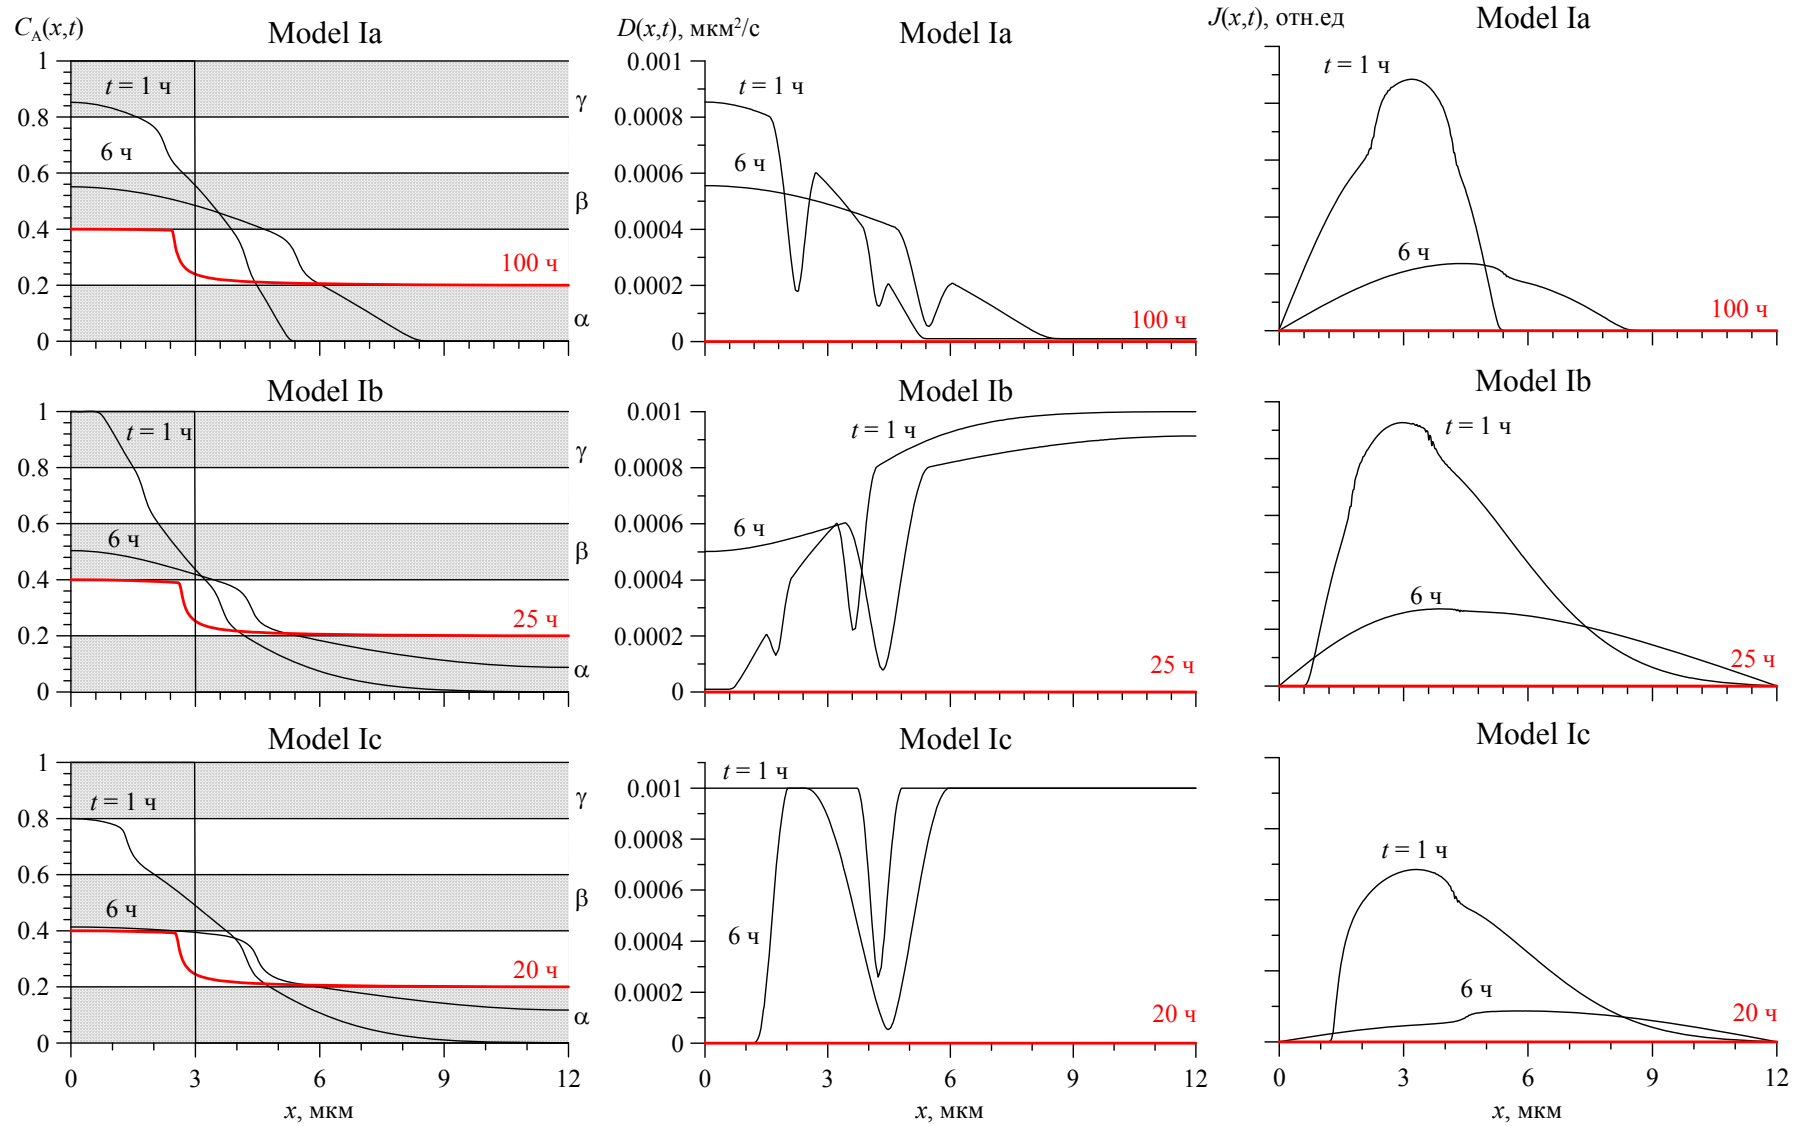 C_A(x,t)
Model Ia
D(x,t), мкм²/с
Model Ia
J(x,t), отн.ед
Model Ia
1
0.8
0.6
0.4
0.2
0
t = 1 ч
6 ч
100 ч
γ
β
α
0.001
0.0008
0.0006
0.0004
0.0002
0
t = 1 ч
6 ч
100 ч
t = 1 ч
6 ч
100 ч
Model Ib
Model Ib
Model Ib
1
0.8
0.6
0.4
0.2
0
t = 1 ч
6 ч
25 ч
γ
β
α
0.001
0.0008
0.0006
0.0004
0.0002
0
t = 1 ч
6 ч
25 ч
t = 1 ч
6 ч
25 ч
Model Ic
Model Ic
Model Ic
1
0.8
0.6
0.4
0.2
0
t = 1 ч
6 ч
20 ч
γ
β
α
0 3 6 9 12
x, мкм
0.001
0.0008
0.0006
0.0004
0.0002
0
t = 1 ч
6 ч
20 ч
0 3 6 9 12
x, мкм
t = 1 ч
6 ч
20 ч
0 3 6 9 12
x, мкм